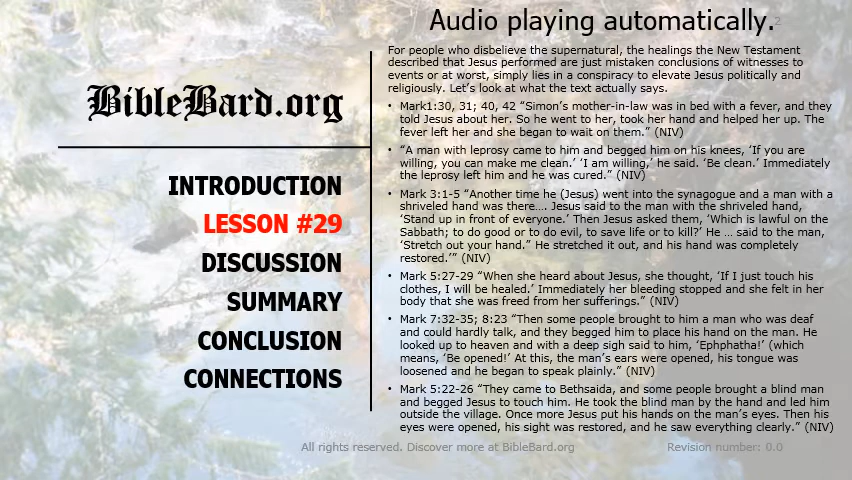 Audio playing automatically.2
BibleBard.org
INTRODUCTION
LESSON #29
DISCUSSION
SUMMARY
CONCLUSION
CONNECTIONS
For people who disbelieve the supernatural, the healings the New Testament
described that Jesus performed are just mistaken conclusions of witnesses to
events or at worst, simply lies in a conspiracy to elevate Jesus politically and
religiously. Let’s look at what the text actually says.
• Mark1:30, 31; 40, 42 “Simon’s mother-in-law was in bed with a fever, and they
told Jesus about her. So he went to her, took her hand and helped her up. The
fever left her and she began to wait on them.” (NIV)
• “A man with leprosy came to him and begged him on his knees, ‘If you are
willing, you can make me clean.’ ‘I am willing,’ he said. ‘Be clean.’ Immediately
the leprosy left him and he was cured.” (NIV)
• Mark 3:1-5 “Another time he (Jesus) went into the synagogue and a man with a
shriveled hand was there…. Jesus said to the man with the shriveled hand,
‘Stand up in front of everyone.’ Then Jesus asked them, ‘Which is lawful on the
Sabbath; to do good or to do evil, to save life or to kill?’ He … said to the man,
‘Stretch out your hand.” He stretched it out, and his hand was completely
restored.’” (NIV)
• Mark 5:27-29 “When she heard about Jesus, she thought, ‘If I just touch his
clothes, I will be healed.’ Immediately her bleeding stopped and she felt in her
body that she was freed from her sufferings.” (NIV)
• Mark 7:32-35; 8:23 “Then some people brought to him a man who was deaf
and could hardly talk, and they begged him to place his hand on the man. He
looked up to heaven and with a deep sigh said to him, ‘Ephphatha!’ (which
means, ‘Be opened!’ At this, the man’s ears were opened, his tongue was
loosened and he began to speak plainly.” (NIV)
• Mark 5:22-26 “They came to Bethsaida, and some people brought a blind man
and begged Jesus to touch him. He took the blind man by the hand and led him
outside the village. Once more Jesus put his hands on the man’s eyes. Then his
eyes were opened, his sight was restored, and he saw everything clearly.” (NIV)
All rights reserved. Discover more at BibleBard.org
Revision number: 0.0